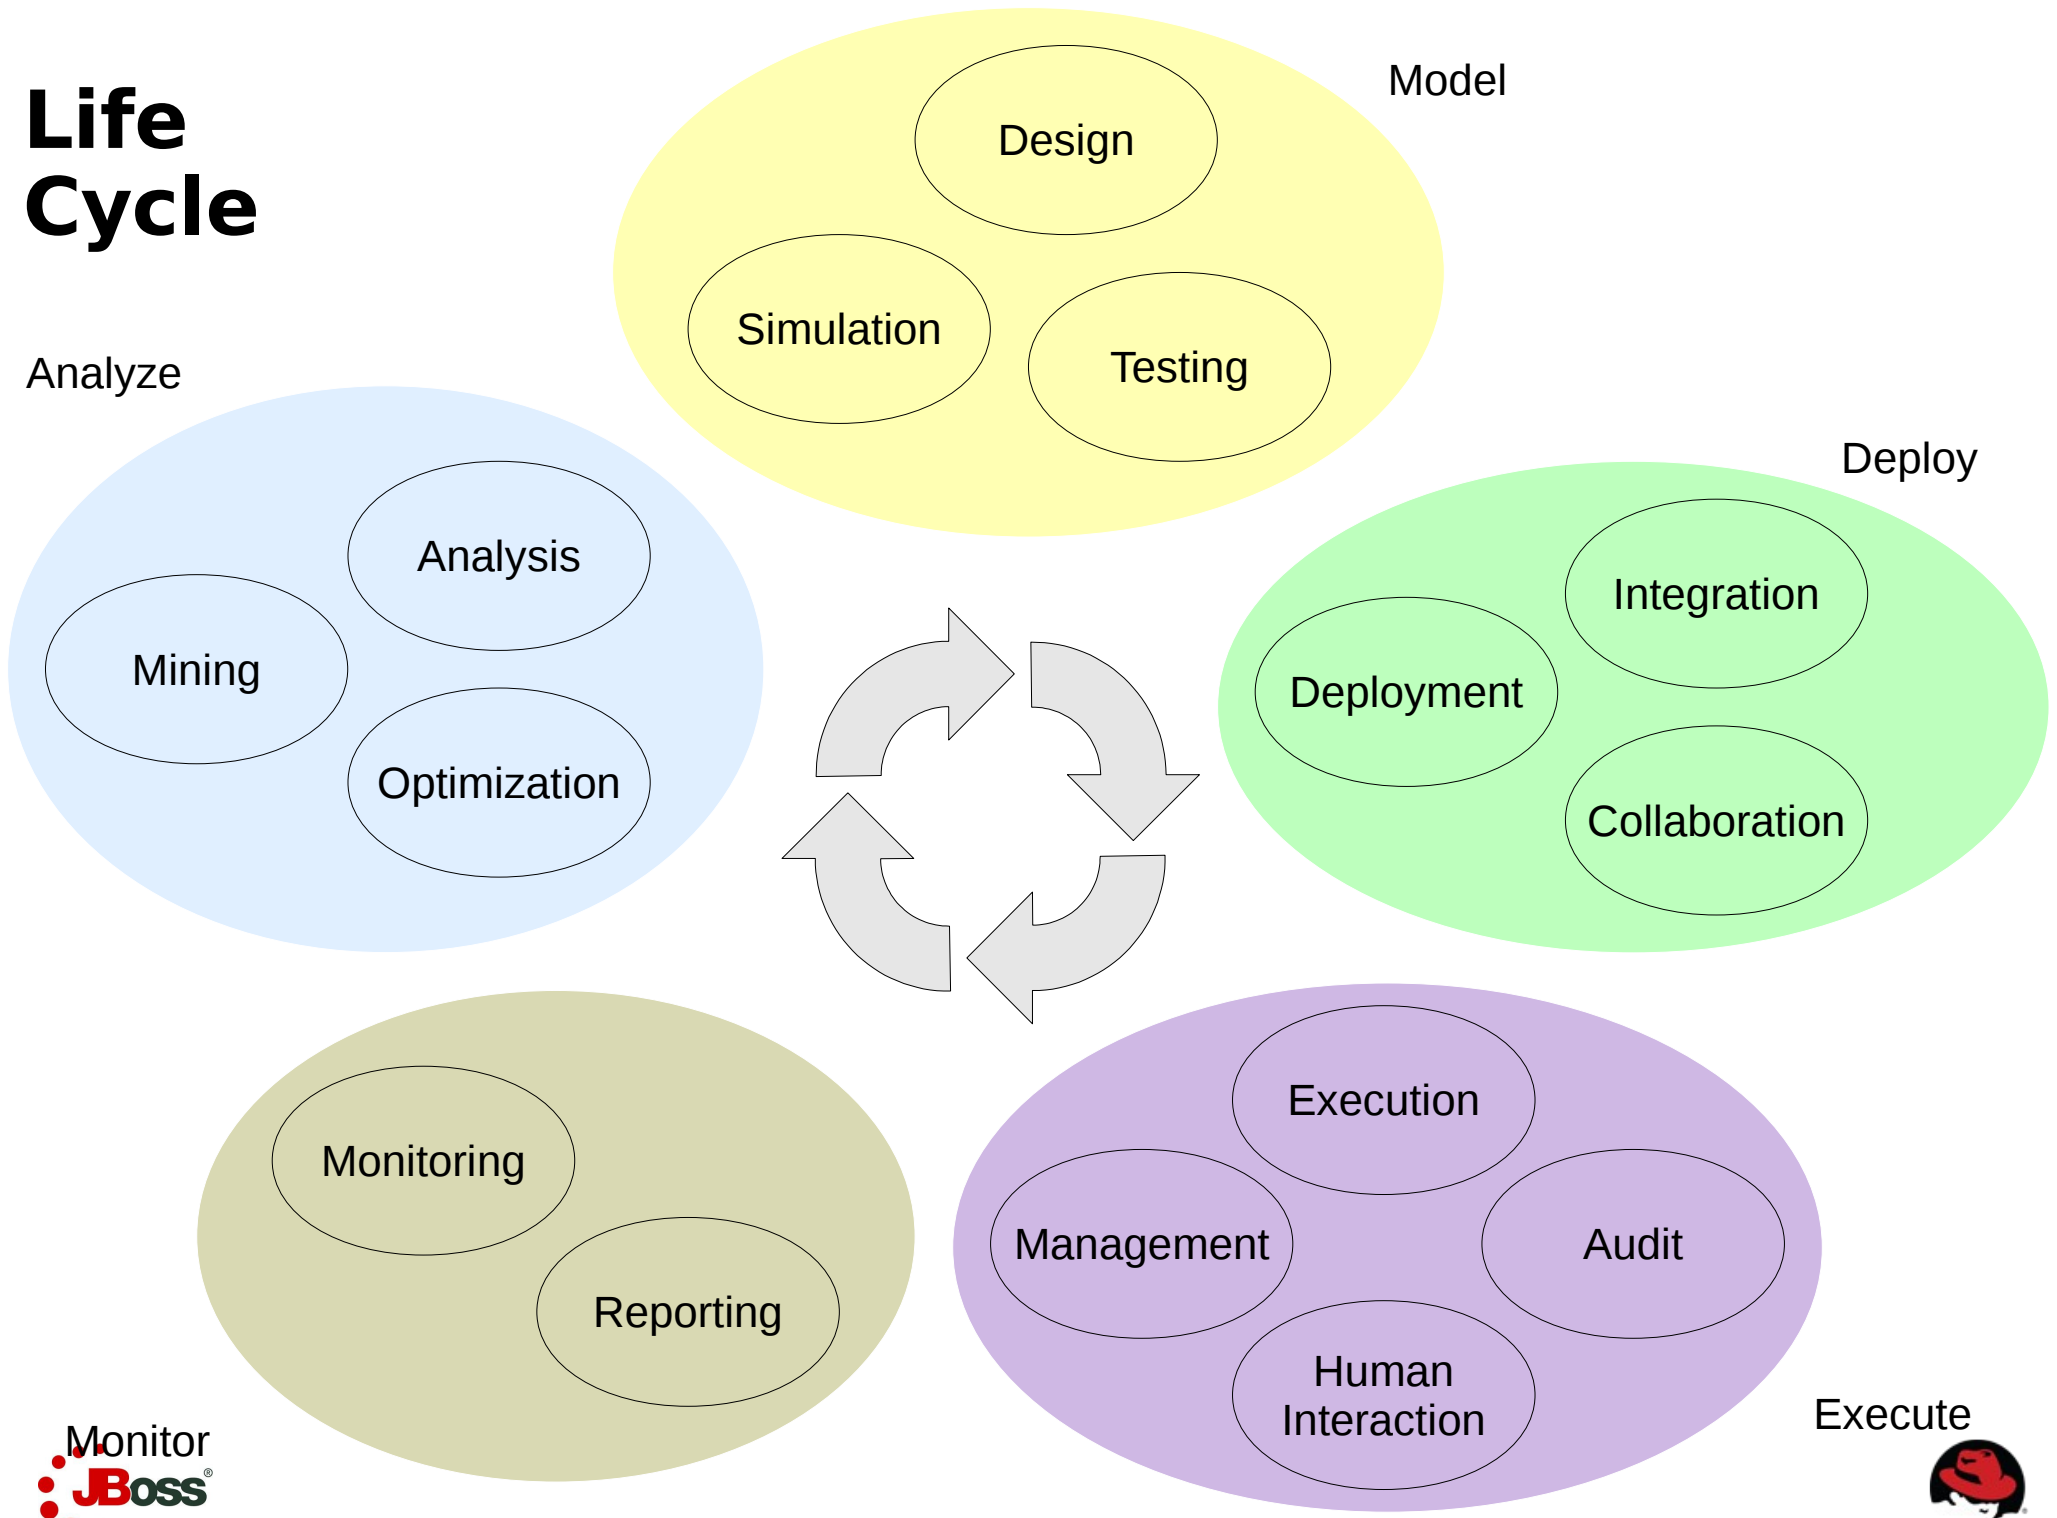 Life
Cycle
Model
Design
Simulation
Testing
Analyze
Analysis
Mining
Optimization
Deploy
Integration
Deployment
Collaboration
Monitoring
Reporting
Monitor
JBoss®
Execution
Management
Audit
Human
Interaction
Execute